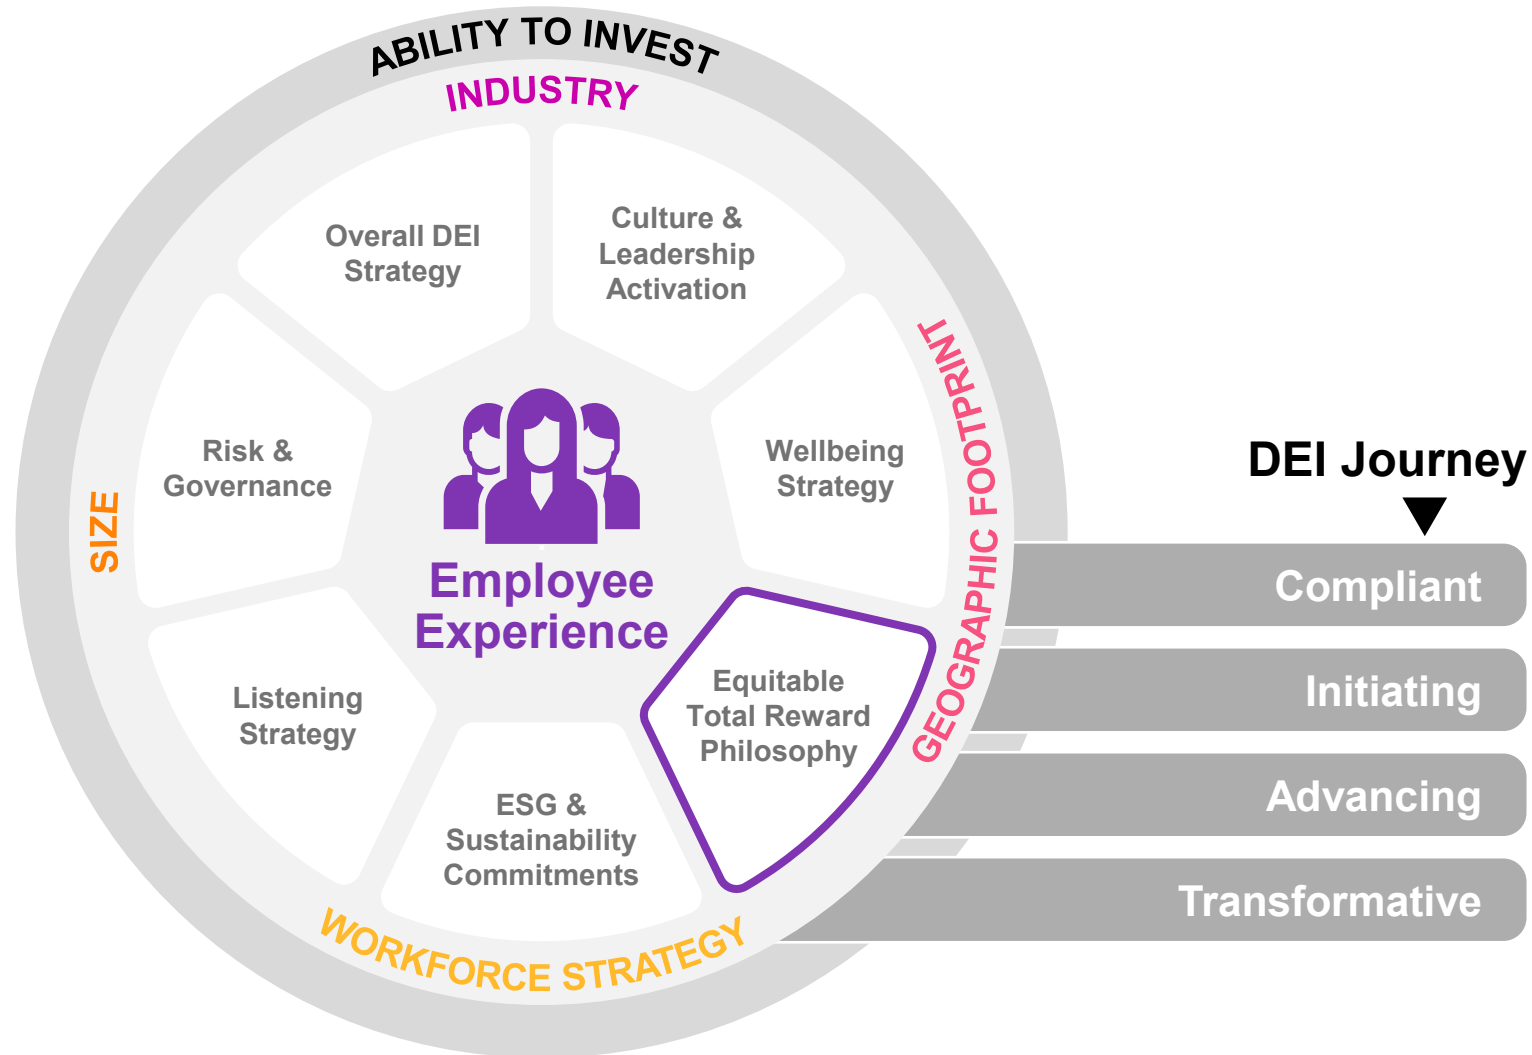 ABILITY TO INVEST
INDUSTRY
Overall DEI
Strategy
Culture &
Leadership
Activation
Risk &
Governance
Wellbeing
Strategy
SIZE
GEOGRAPHIC FOOTPRINT
Employee
Experience
Listening
Strategy
Equitable
Total Reward
Philosophy
ESG &
Sustainability
Commitments
WORKFORCE STRATEGY
DEI Journey
Compliant
Initiating
Advancing
Transformative